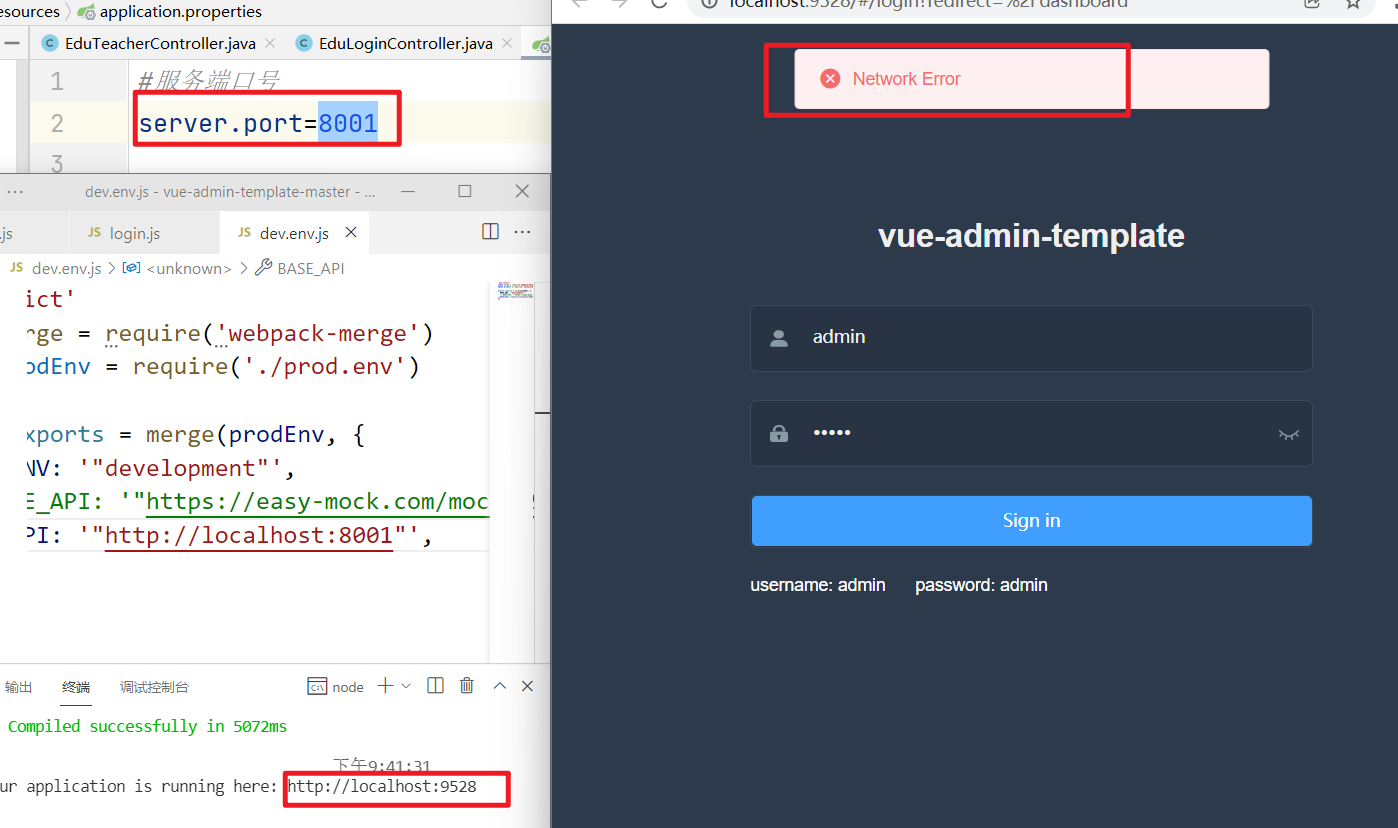 esources application.properties
EduTeacherController.java EduLoginController.java
1 #服务端口号
2 server.port=8001
3
dev.env.js - vue-admin-template-master - ...
.js JS login.js JS dev.env.js
JS dev.env.js <unknown> BASE_API
ict'
rge = require('webpack-merge')
odEnv = require('./prod.env')
xports = merge(prodEnv, {
NV: '"development"',
E_API: '"https://easy-mock.com/moc
PI: '"http://localhost:8001"',
输出 终端 调试控制台 node
Compiled successfully in 5072ms
下午9:41:31
ur application is running here: http://localhost:9528
localhost:9528/#/login?redirect=%2Fdashboard
Network Error
vue-admin-template
admin
•••••
Sign in
username: admin password: admin